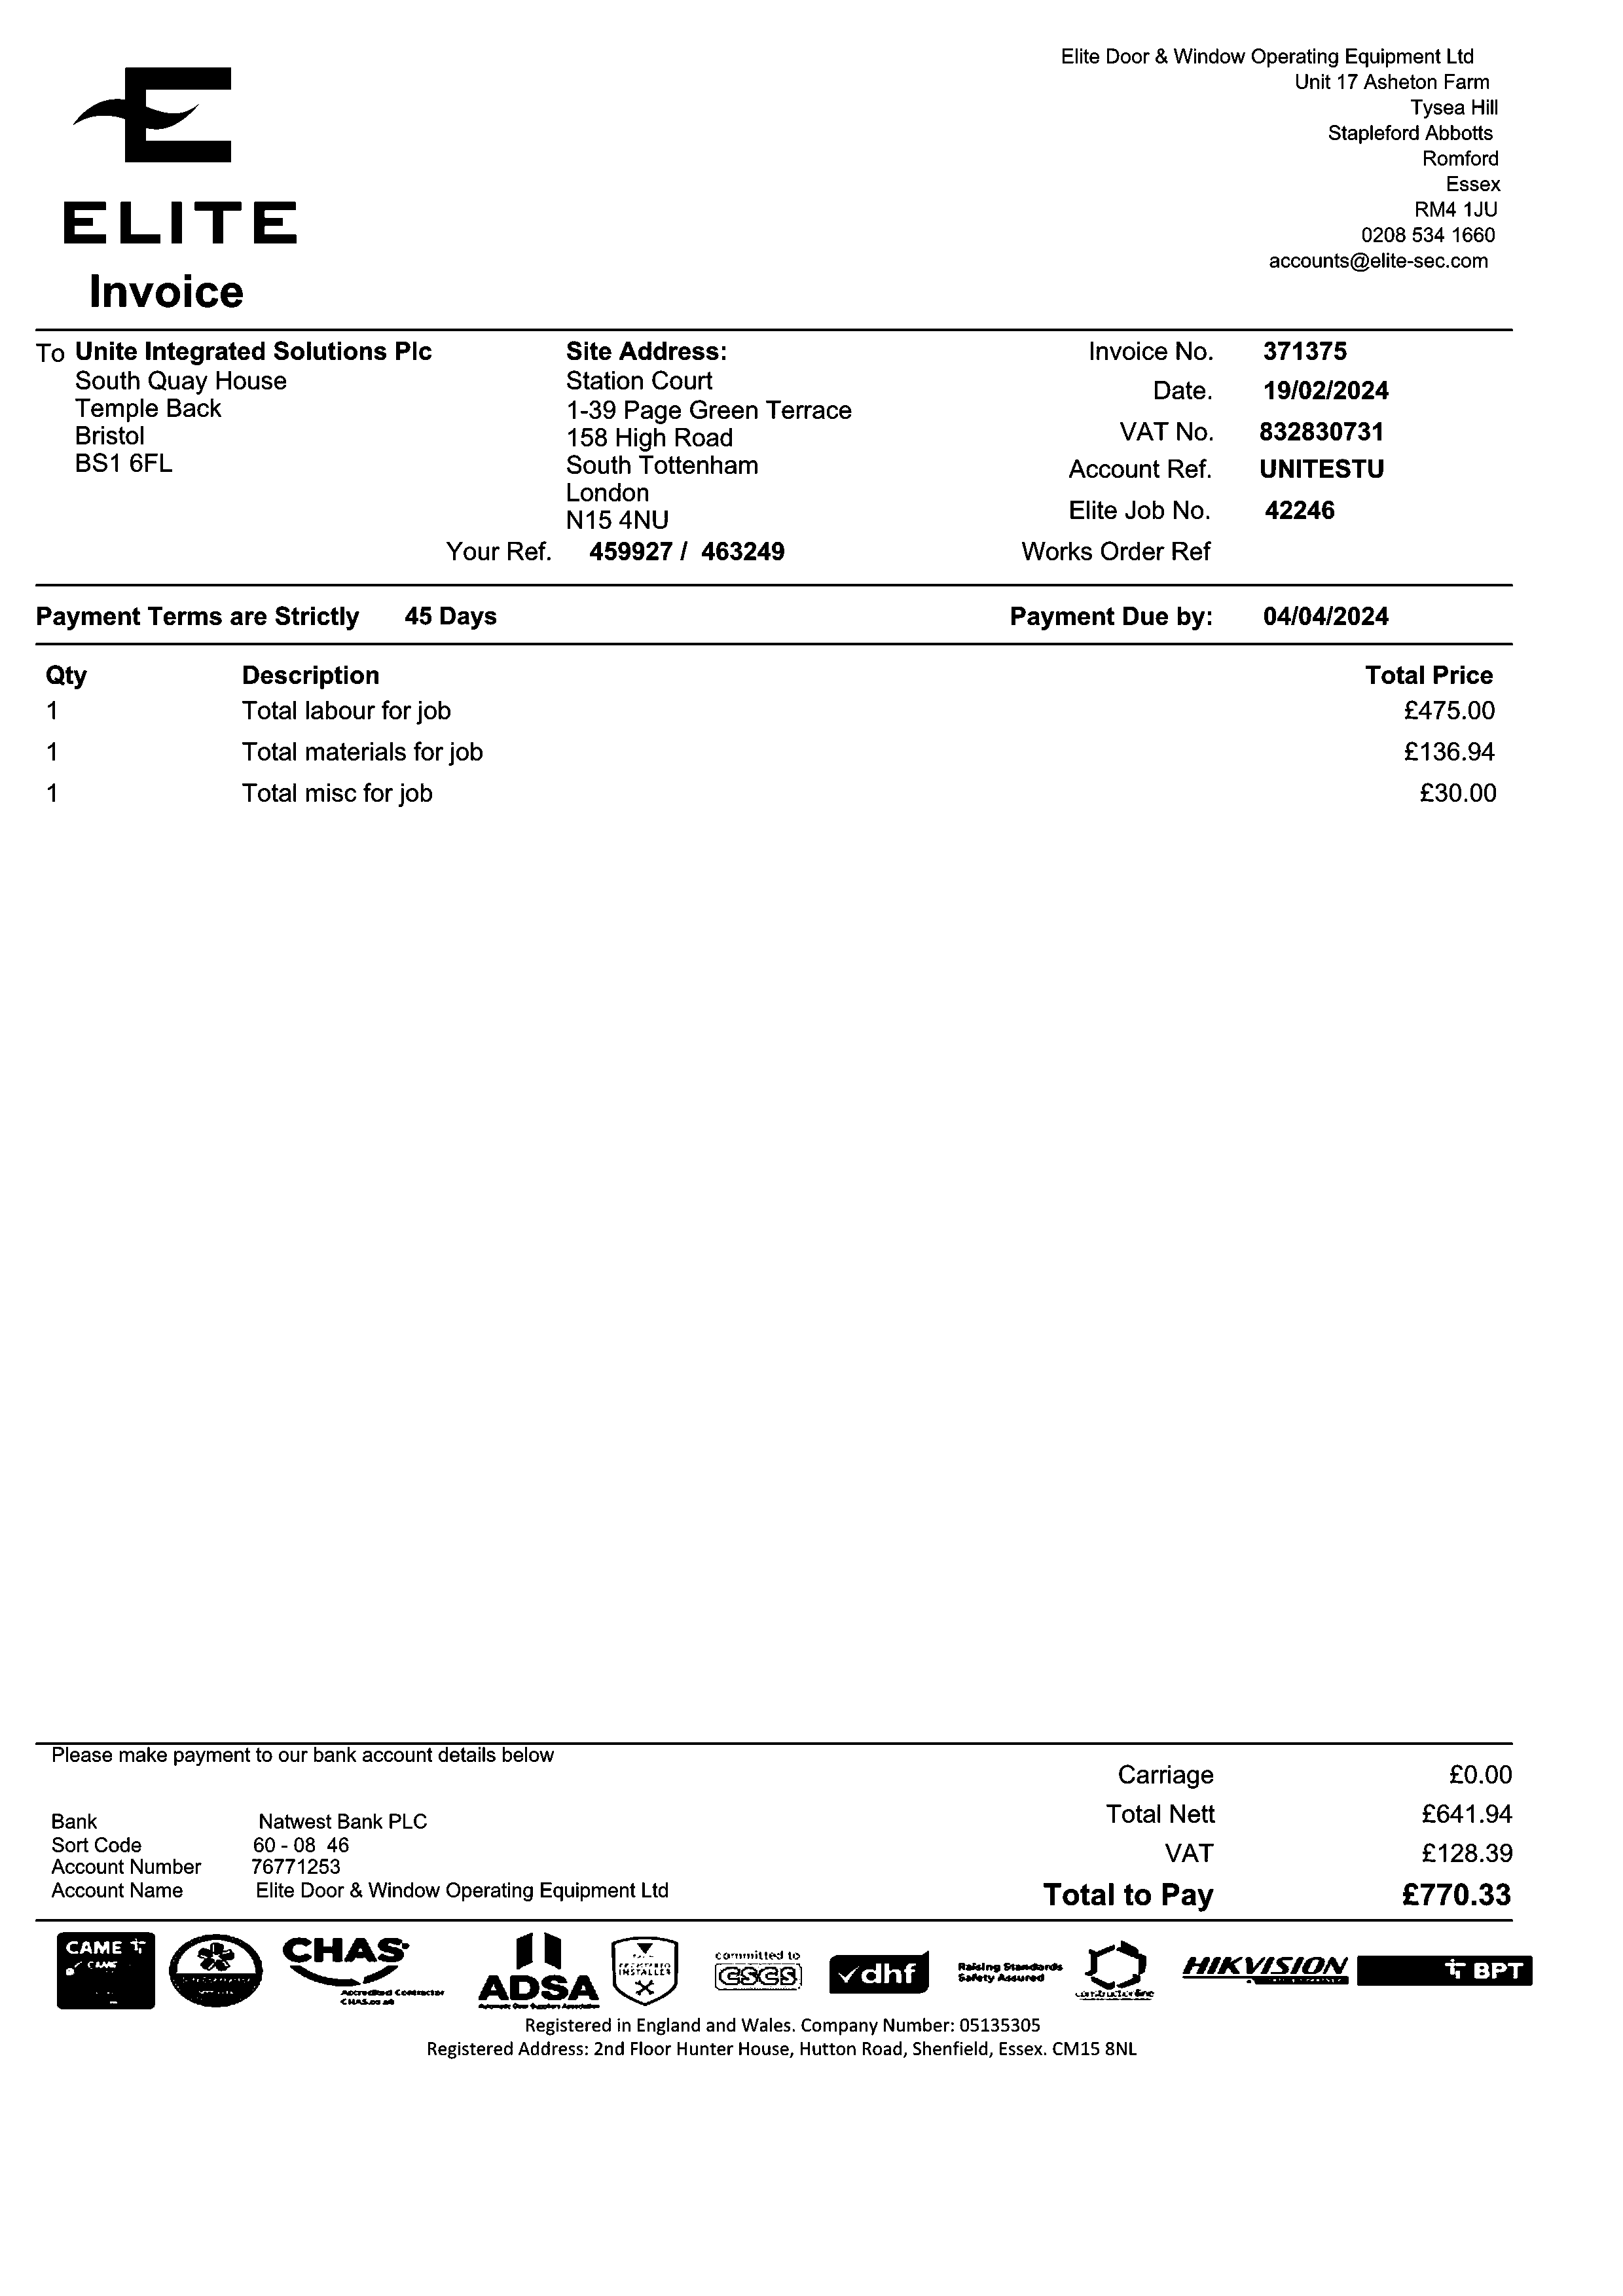 Elite Door & Window Operating Equipment Ltd
Unit 17 Asheton Farm
Tysea Hill
Stapleford Abbotts
Romford
Essex
RM4 1JU
0208 534 1660
accounts@elite-sec.com
E
ELITE
Invoice
To Unite Integrated Solutions Plc
South Quay House
Temple Back
Bristol
BS1 6FL
Site Address:
Station Court
1-39 Page Green Terrace
158 High Road
South Tottenham
London
N15 4NU
Your Ref. 459927 / 463249
Invoice No. 371375
Date. 19/02/2024
VAT No. 832830731
Account Ref. UNITESTU
Elite Job No. 42246
Works Order Ref
Payment Terms are Strictly 45 Days Payment Due by: 04/04/2024
Qty Description Total Price
1 Total labour for job £475.00
1 Total materials for job £136.94
1 Total misc for job £30.00
Please make payment to our bank account details below
Bank Natwest Bank PLC
Sort Code 60 - 08 46
Account Number 76771253
Account Name Elite Door & Window Operating Equipment Ltd
Carriage £0.00
Total Nett £641.94
VAT £128.39
Total to Pay £770.33
CAME
CAME
CHAS
Accredited Contractor
CHAS.co.uk
ADSA
Automatic Door Suppliers Association
REGISTERED
INSTALLER
committed to
CSCS
dhf
Raising Standards
Safety Assured
constructionline
HIKVISION
BPT
Registered in England and Wales. Company Number: 05135305
Registered Address: 2nd Floor Hunter House, Hutton Road, Shenfield, Essex. CM15 8NL